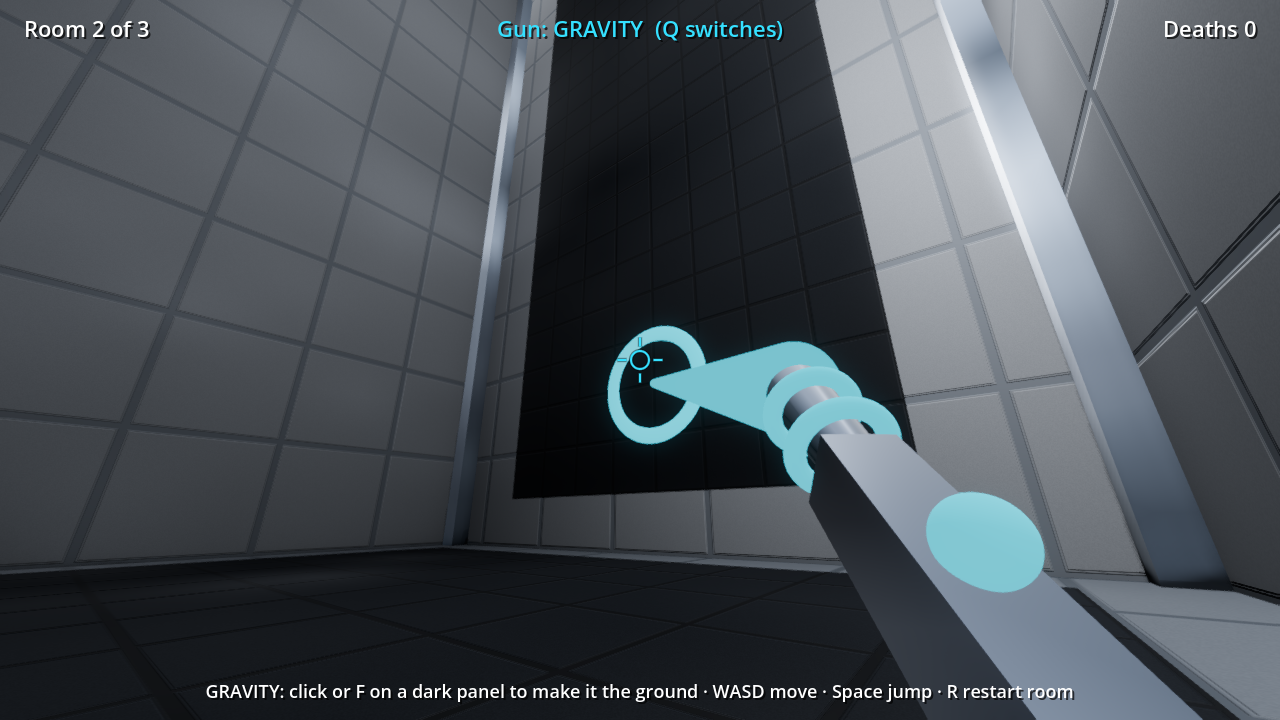 Room 2 of 3
Gun: GRAVITY (Q switches)
Deaths 0
GRAVITY: click or F on a dark panel to make it the ground · WASD move · Space jump · R restart room